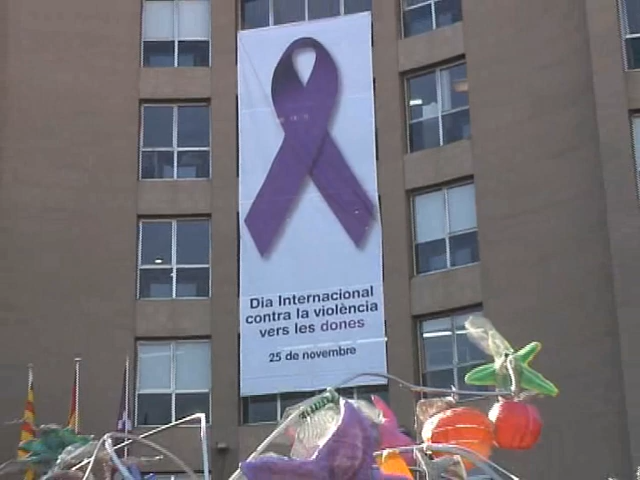 Dia Internacional
contra la violència
vers les dones
25 de novembre